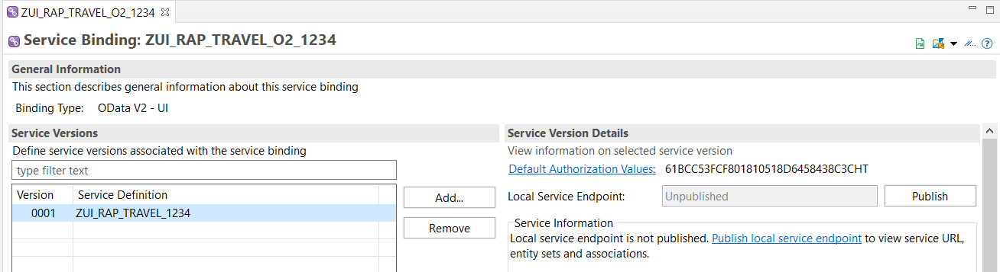 ZUI_RAP_TRAVEL_O2_1234
Service Binding: ZUI_RAP_TRAVEL_O2_1234
General Information
This section describes general information about this service binding
Binding Type: OData V2 - UI
Service Versions
Define service versions associated with the service binding
type filter text
Version Service Definition
0001 ZUI_RAP_TRAVEL_1234
Add...
Remove
Service Version Details
View information on selected service version
Default Authorization Values: 61BCC53FCF801810518D6458438C3CHT
Local Service Endpoint: Unpublished Publish
Service Information
Local service endpoint is not published. Publish local service endpoint to view service URL,
entity sets and associations.